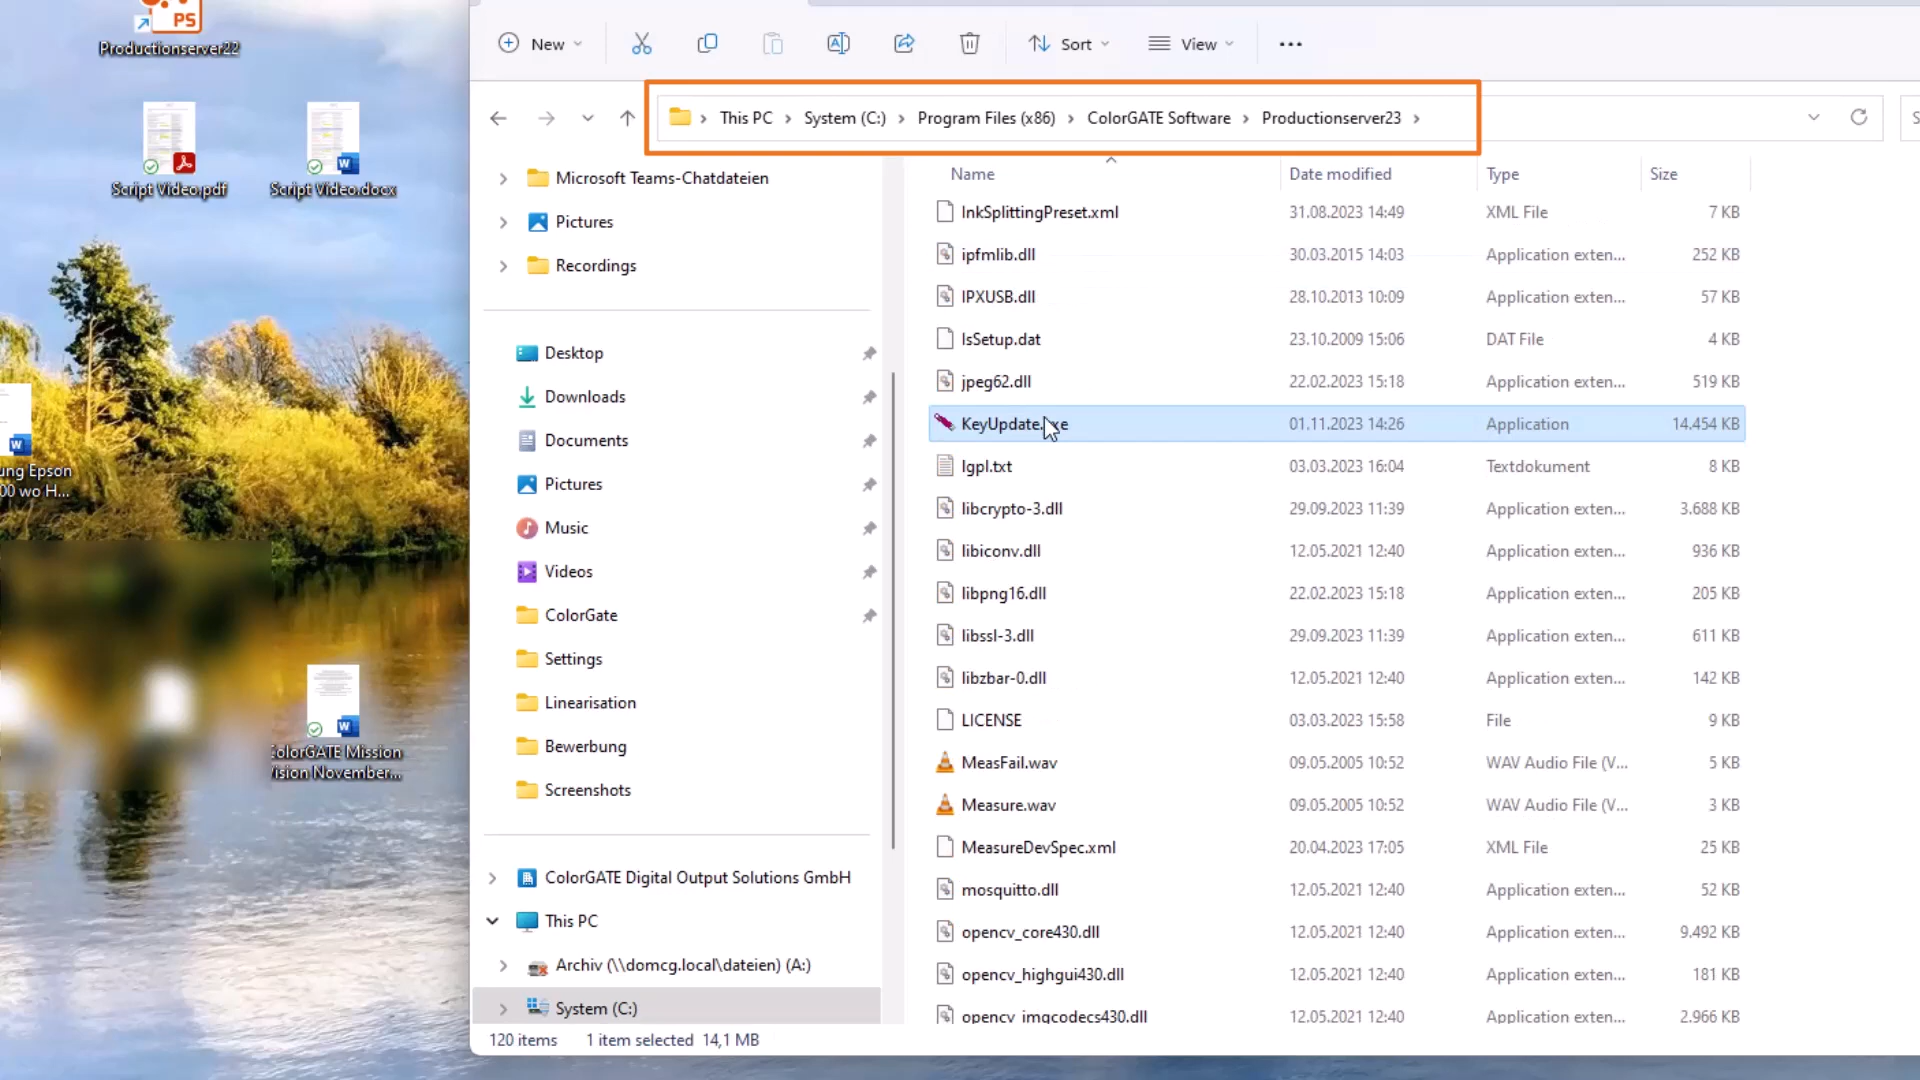 PS
Productionserver22
Script Video.pdf
Script Video.docx
ung Epson
00 wo H...
ColorGATE Mission
Vision November...
New
Sort
View
This PC > System (C:) > Program Files (x86) > ColorGATE Software > Productionserver23 >
S
Microsoft Teams-Chatdateien
Pictures
Recordings
Desktop
Downloads
Documents
Pictures
Music
Videos
ColorGate
Settings
Linearisation
Bewerbung
Screenshots
ColorGATE Digital Output Solutions GmbH
This PC
Archiv (\\domcg.local\dateien) (A:)
System (C:)
Name Date modified Type Size
InkSplittingPreset.xml 31.08.2023 14:49 XML File 7 KB
ipfmlib.dll 30.03.2015 14:03 Application exten... 252 KB
IPXUSB.dll 28.10.2013 10:09 Application exten... 57 KB
IsSetup.dat 23.10.2009 15:06 DAT File 4 KB
jpeg62.dll 22.02.2023 15:18 Application exten... 519 KB
KeyUpdate.exe 01.11.2023 14:26 Application 14.454 KB
lgpl.txt 03.03.2023 16:04 Textdokument 8 KB
libcrypto-3.dll 29.09.2023 11:39 Application exten... 3.688 KB
libiconv.dll 12.05.2021 12:40 Application exten... 936 KB
libpng16.dll 22.02.2023 15:18 Application exten... 205 KB
libssl-3.dll 29.09.2023 11:39 Application exten... 611 KB
libzbar-0.dll 12.05.2021 12:40 Application exten... 142 KB
LICENSE 03.03.2023 15:58 File 9 KB
MeasFail.wav 09.05.2005 10:52 WAV Audio File (V... 5 KB
Measure.wav 09.05.2005 10:52 WAV Audio File (V... 3 KB
MeasureDevSpec.xml 20.04.2023 17:05 XML File 25 KB
mosquitto.dll 12.05.2021 12:40 Application exten... 52 KB
opencv_core430.dll 12.05.2021 12:40 Application exten... 9.492 KB
opencv_highgui430.dll 12.05.2021 12:40 Application exten... 181 KB
opencv_imgcodecs430.dll 12.05.2021 12:40 Application exten... 2.966 KB
120 items 1 item selected 14,1 MB